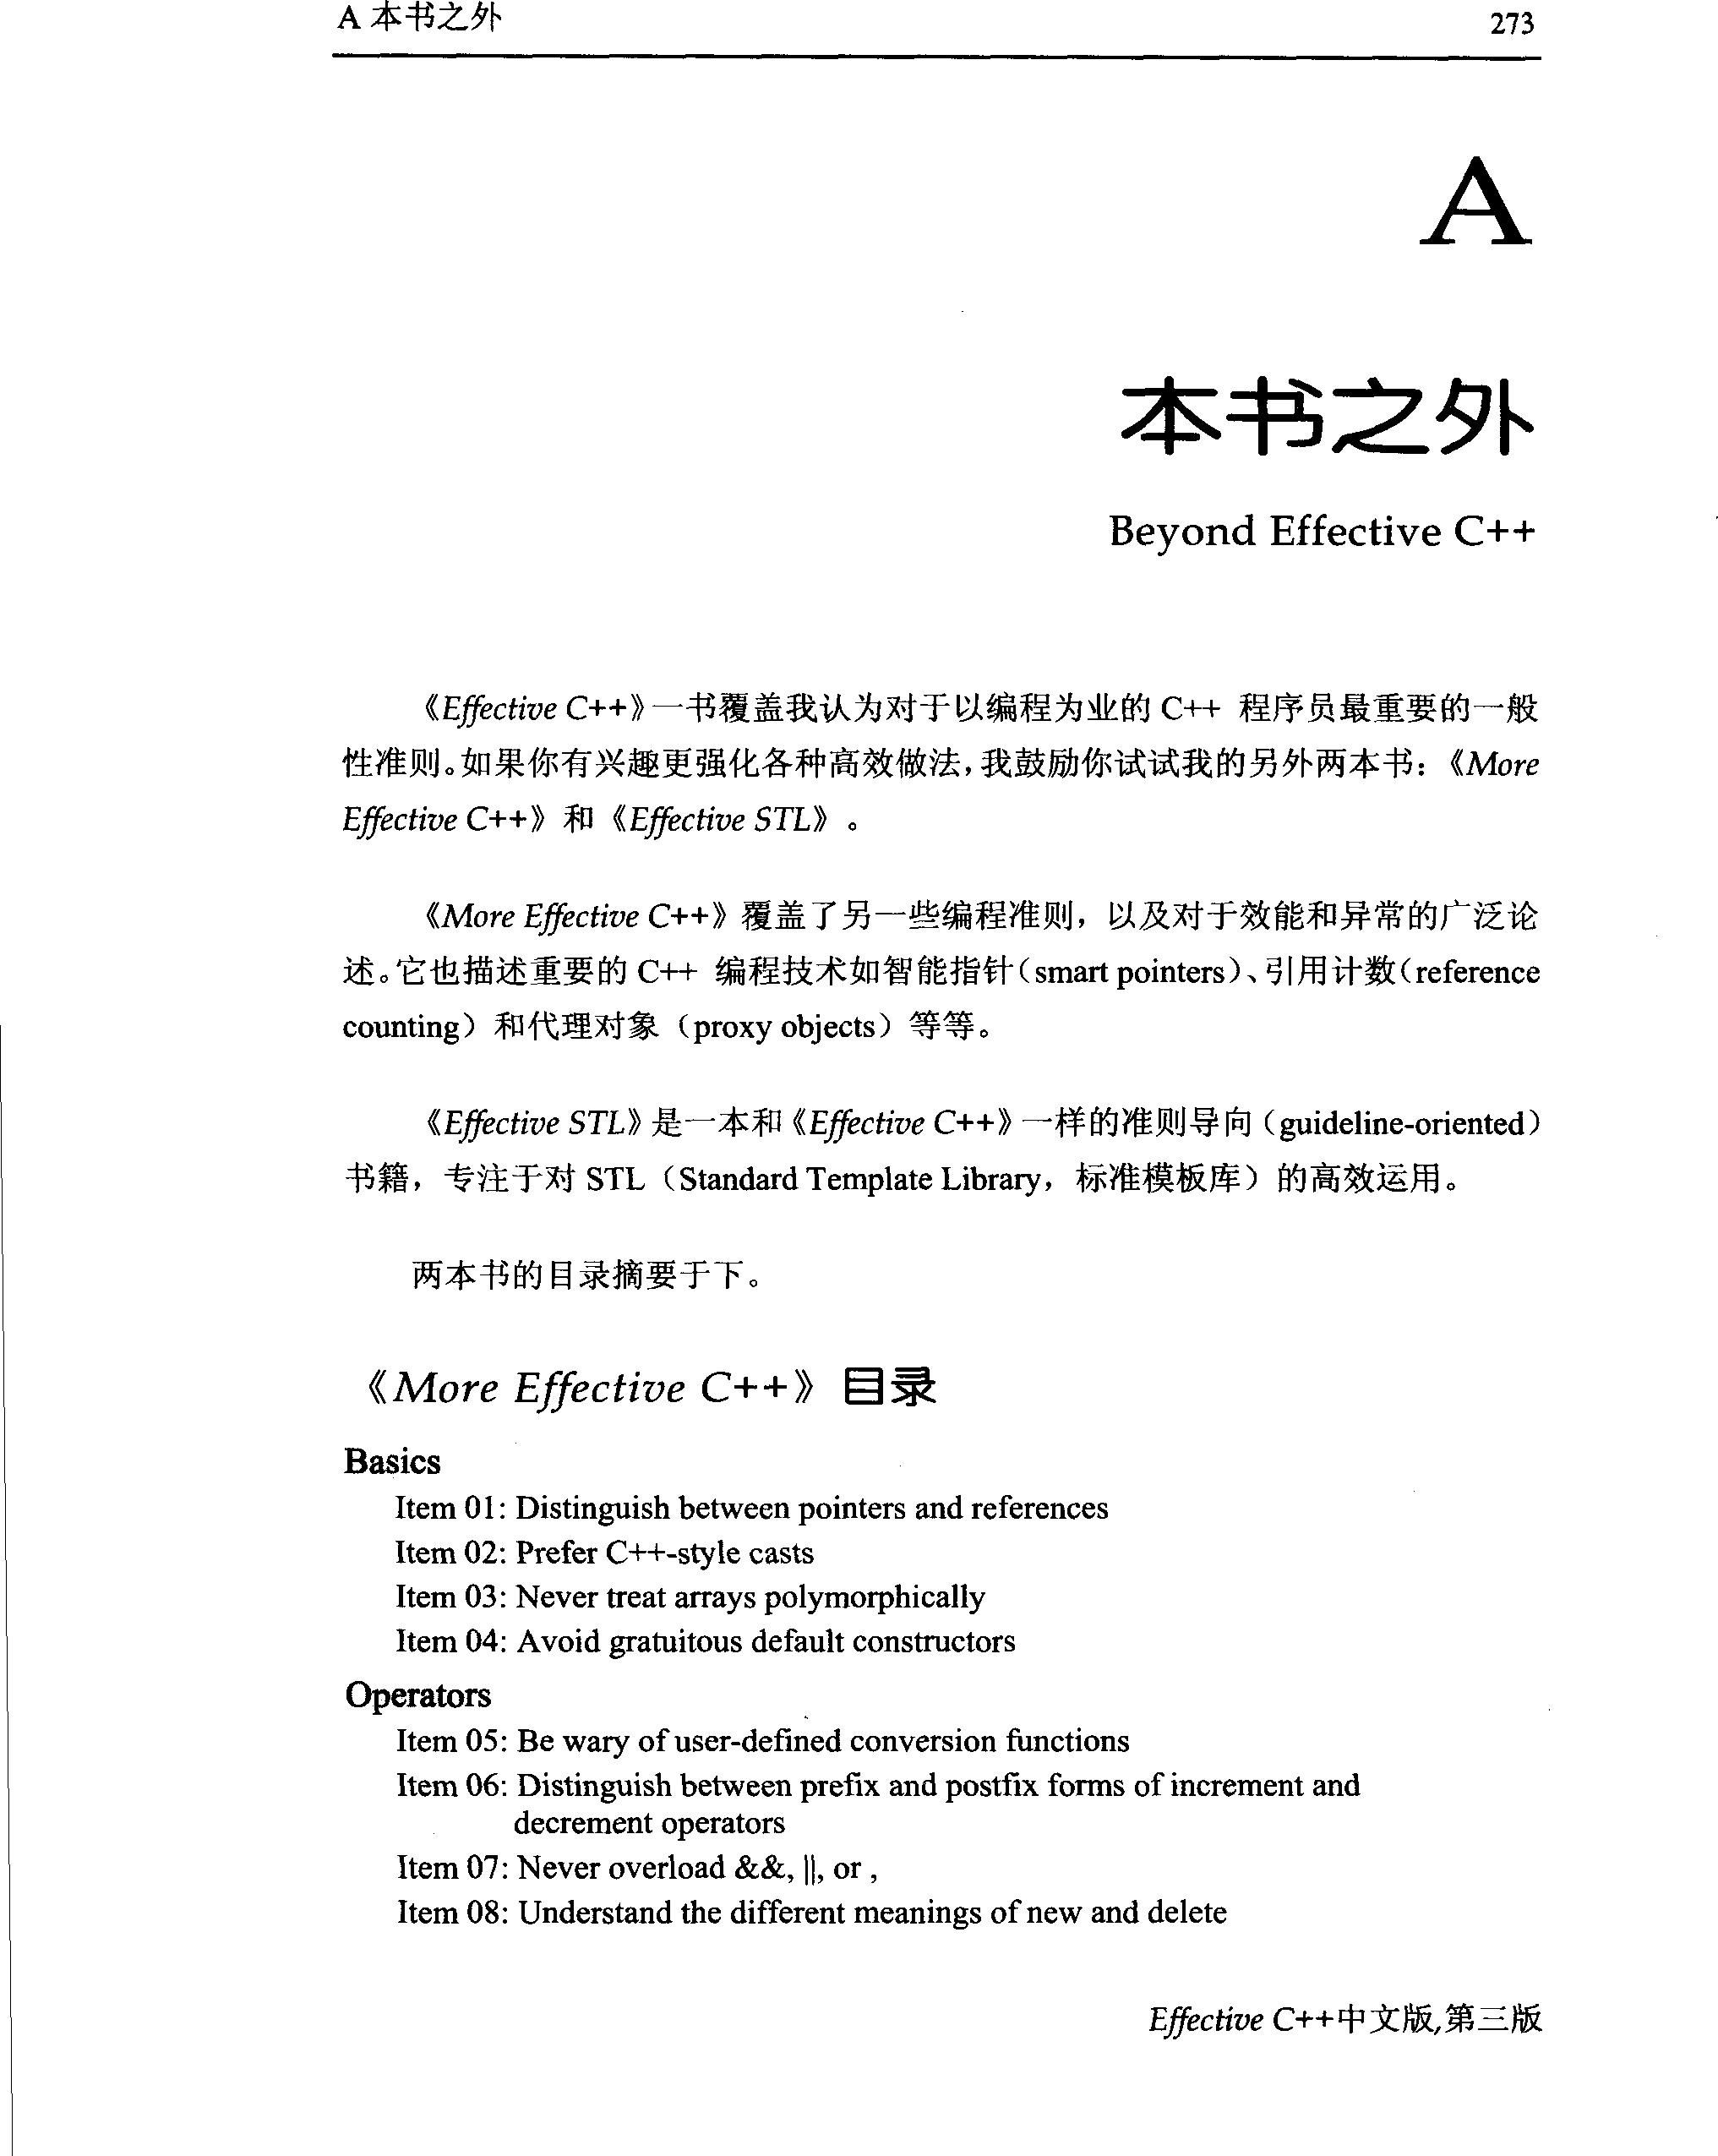 A 本书之外 273
A
本书之外
Beyond Effective C++
《Effective C++》一书覆盖我认为对于以编程为业的 C++ 程序员最重要的一般
性准则。如果你有兴趣更强化各种高效做法，我鼓励你试试我的另外两本书：《More
Effective C++》和《Effective STL》。
《More Effective C++》覆盖了另一些编程准则，以及对于效能和异常的广泛论
述。它也描述重要的 C++ 编程技术如智能指针（smart pointers）、引用计数（reference
counting）和代理对象（proxy objects）等等。
《Effective STL》是一本和《Effective C++》一样的准则导向（guideline-oriented）
书籍，专注于对 STL（Standard Template Library，标准模板库）的高效运用。
两本书的目录摘要于下。
《More Effective C++》目录
Basics
Item 01: Distinguish between pointers and references
Item 02: Prefer C++-style casts
Item 03: Never treat arrays polymorphically
Item 04: Avoid gratuitous default constructors
Operators
Item 05: Be wary of user-defined conversion functions
Item 06: Distinguish between prefix and postfix forms of increment and
decrement operators
Item 07: Never overload &&, ||, or ,
Item 08: Understand the different meanings of new and delete
Effective C++中文版,第三版